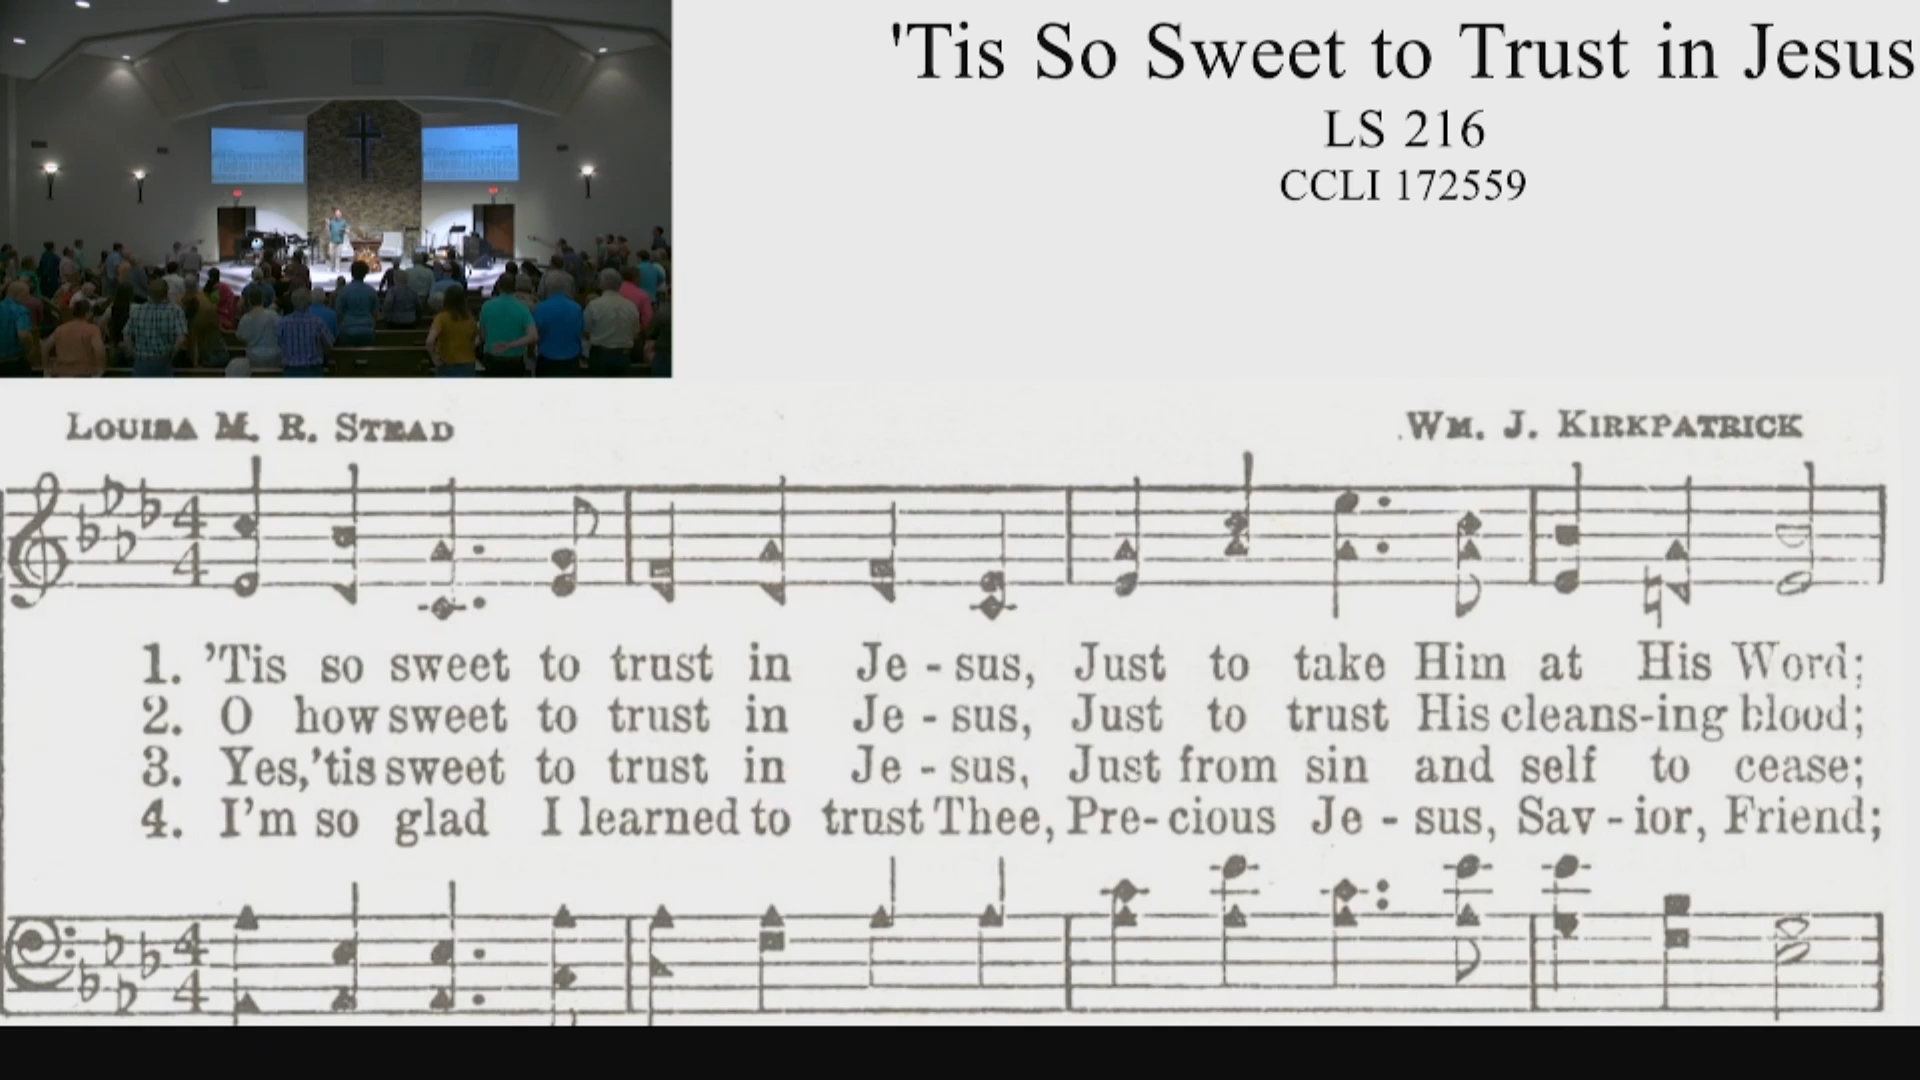 'Tis So Sweet to Trust in Jesus
LS 216
CCLI 172559
LOUISA M. R. STEAD
WM. J. KIRKPATRICK
4
4
1. 'Tis so sweet to trust in Je - sus, Just to take Him at His Word;
2. O how sweet to trust in Je - sus, Just to trust His cleans-ing blood;
3. Yes, 'tis sweet to trust in Je - sus, Just from sin and self to cease;
4. I'm so glad I learned to trust Thee, Pre- cious Je - sus, Sav - ior, Friend;
4
4